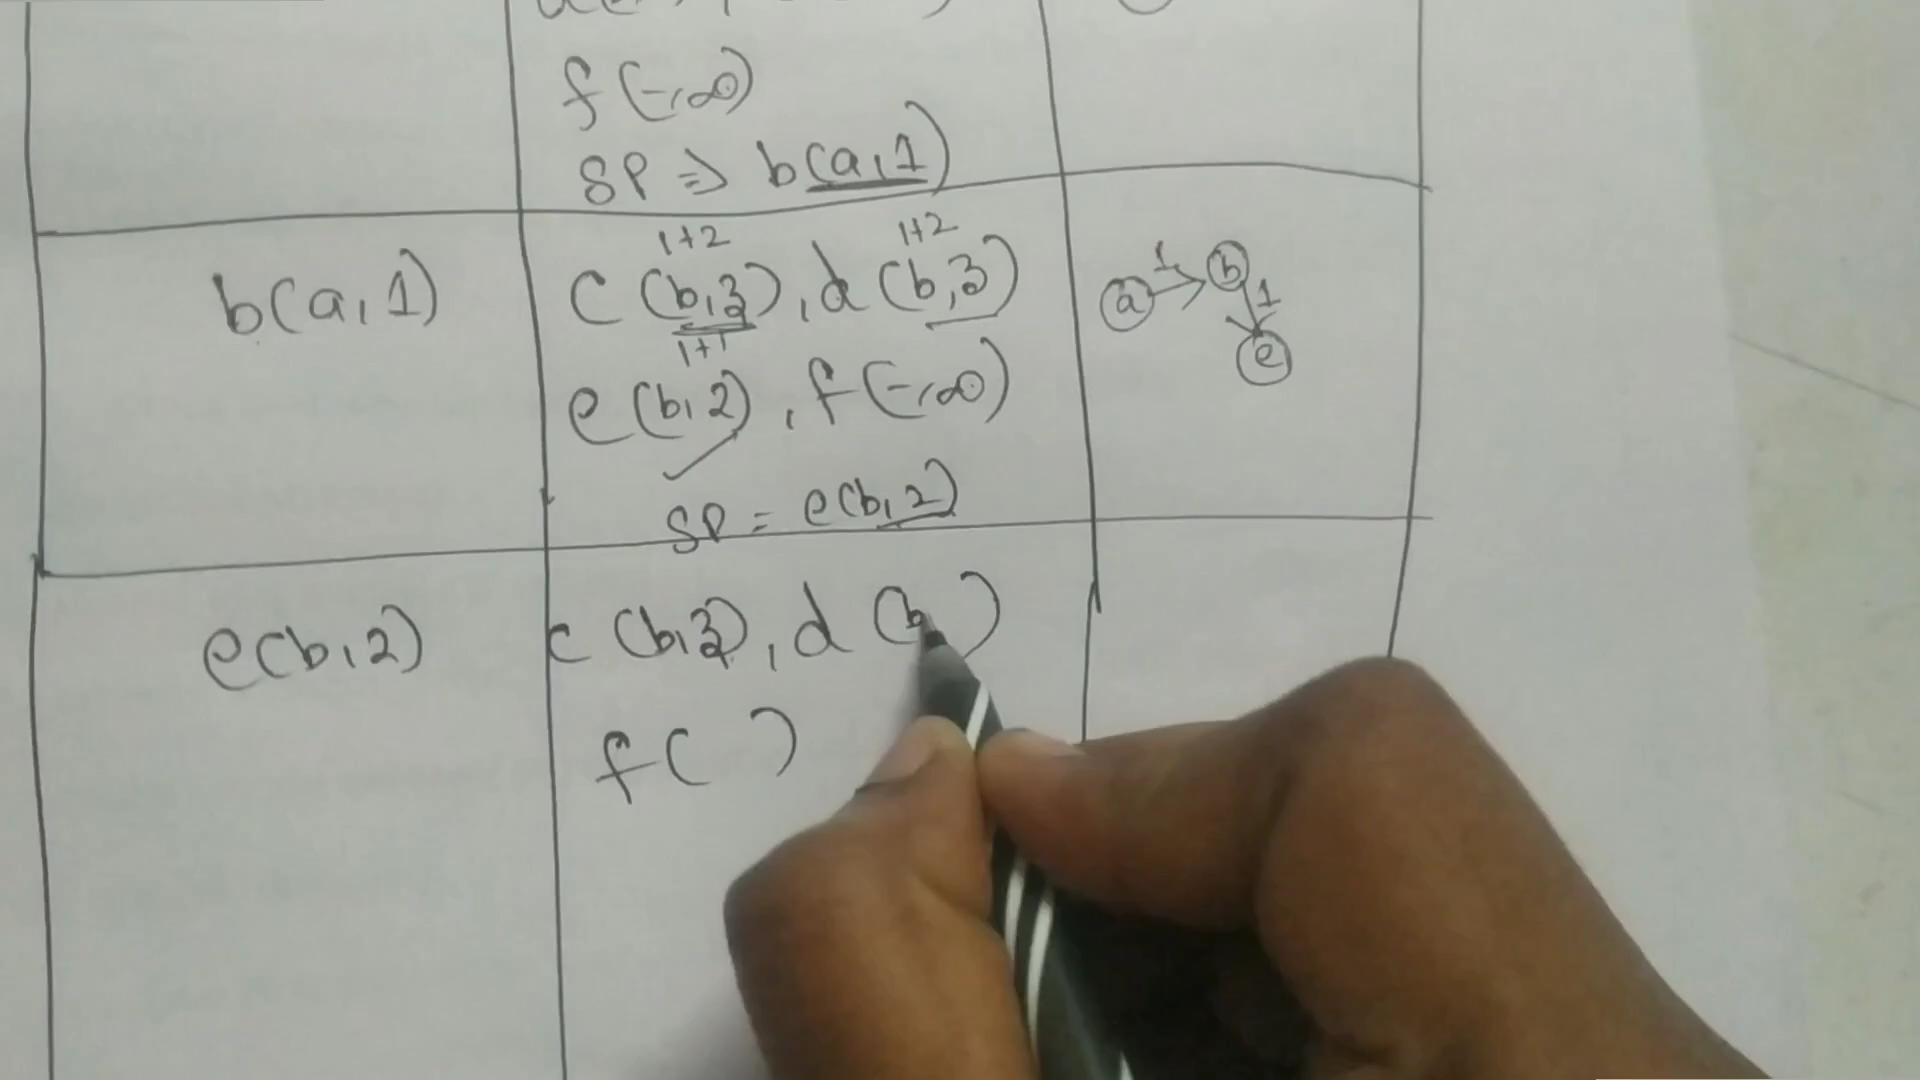 f(-,∞)
SP ⇒ b(a,1)
1+2 1+2
b(a,1) c(b,3), d(b,3)
1+1
e(b,2), f(-,∞)
SP = e(b,2)
a 1 b
1
e
e(b,2) c(b,3), d(b )
f( )